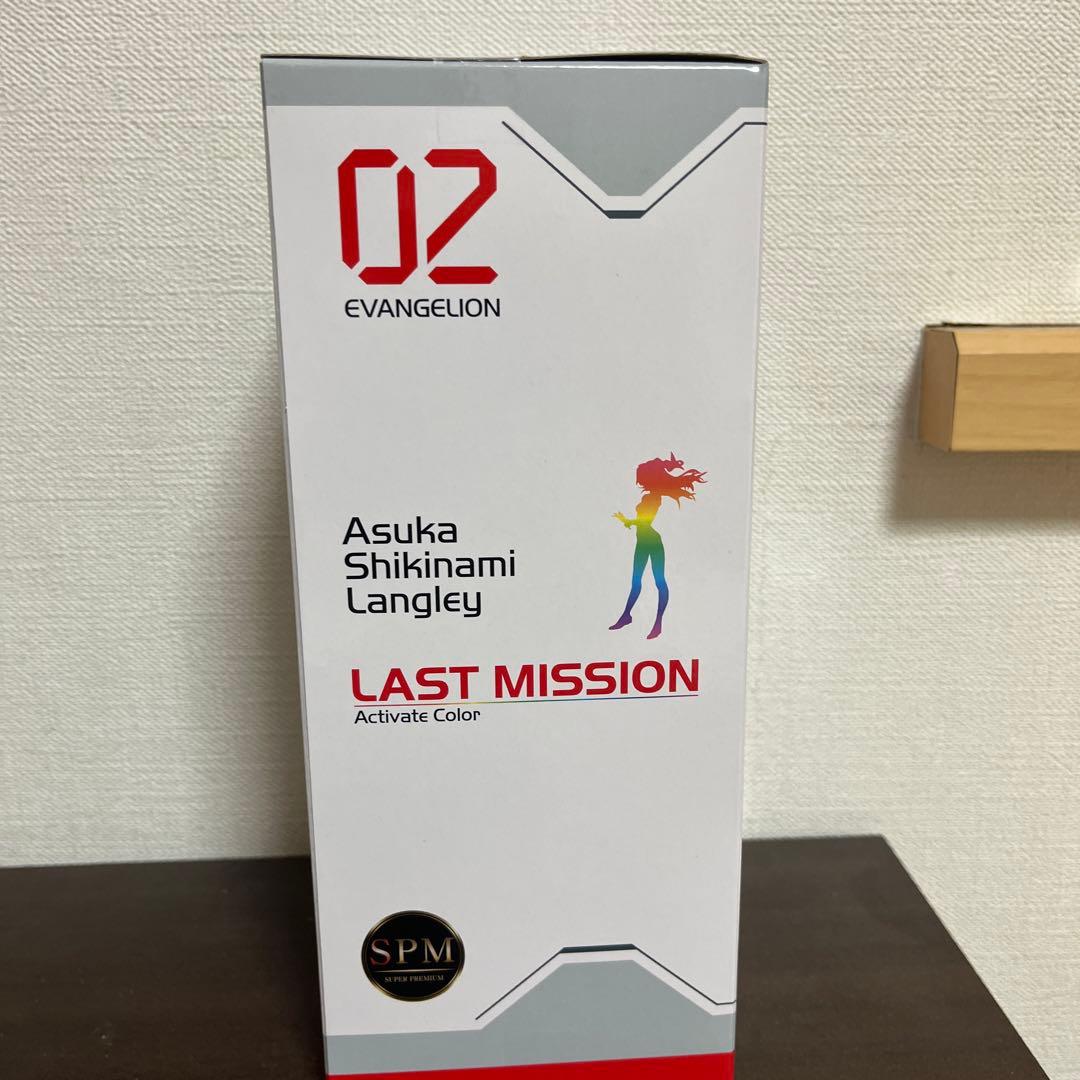 02
EVANGELION
Asuka
Shikinami
Langley
LAST MISSION
Activate Color
SPM
SUPER PREMIUM